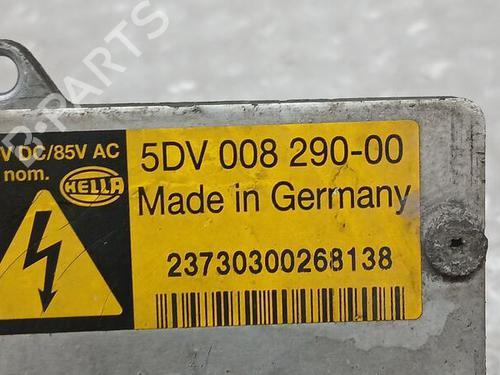 V DC/85V AC
nom.
HELLA
5DV 008 290-00
Made in Germany
23730300268138